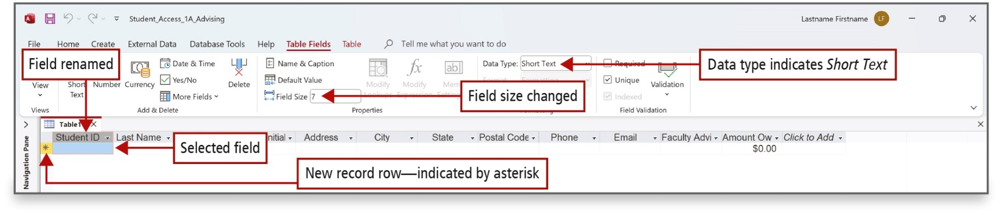 Student_Access_1A_Advising
Lastname Firstname LF
File Home Create External Data Database Tools Help Table Fields Table Tell me what you want to do
Field renamed
View
Views
Short
Text
Number
Currency
Date & Time
Yes/No
More Fields
Delete
Add & Delete
Name & Caption
Default Value
Field Size 7
Modify
Lookups
Modify
Expression
ab|
Properties
Field size changed
Data Type: Short Text
Format: Formatting
Formatting
Required
Unique
Indexed
Validation
Field Validation
Data type indicates Short Text
Navigation Pane
Student ID Last Name Address City State Postal Code Phone Email Faculty Advi Amount Ow Click to Add
$0.00
Selected field
New record row—indicated by asterisk